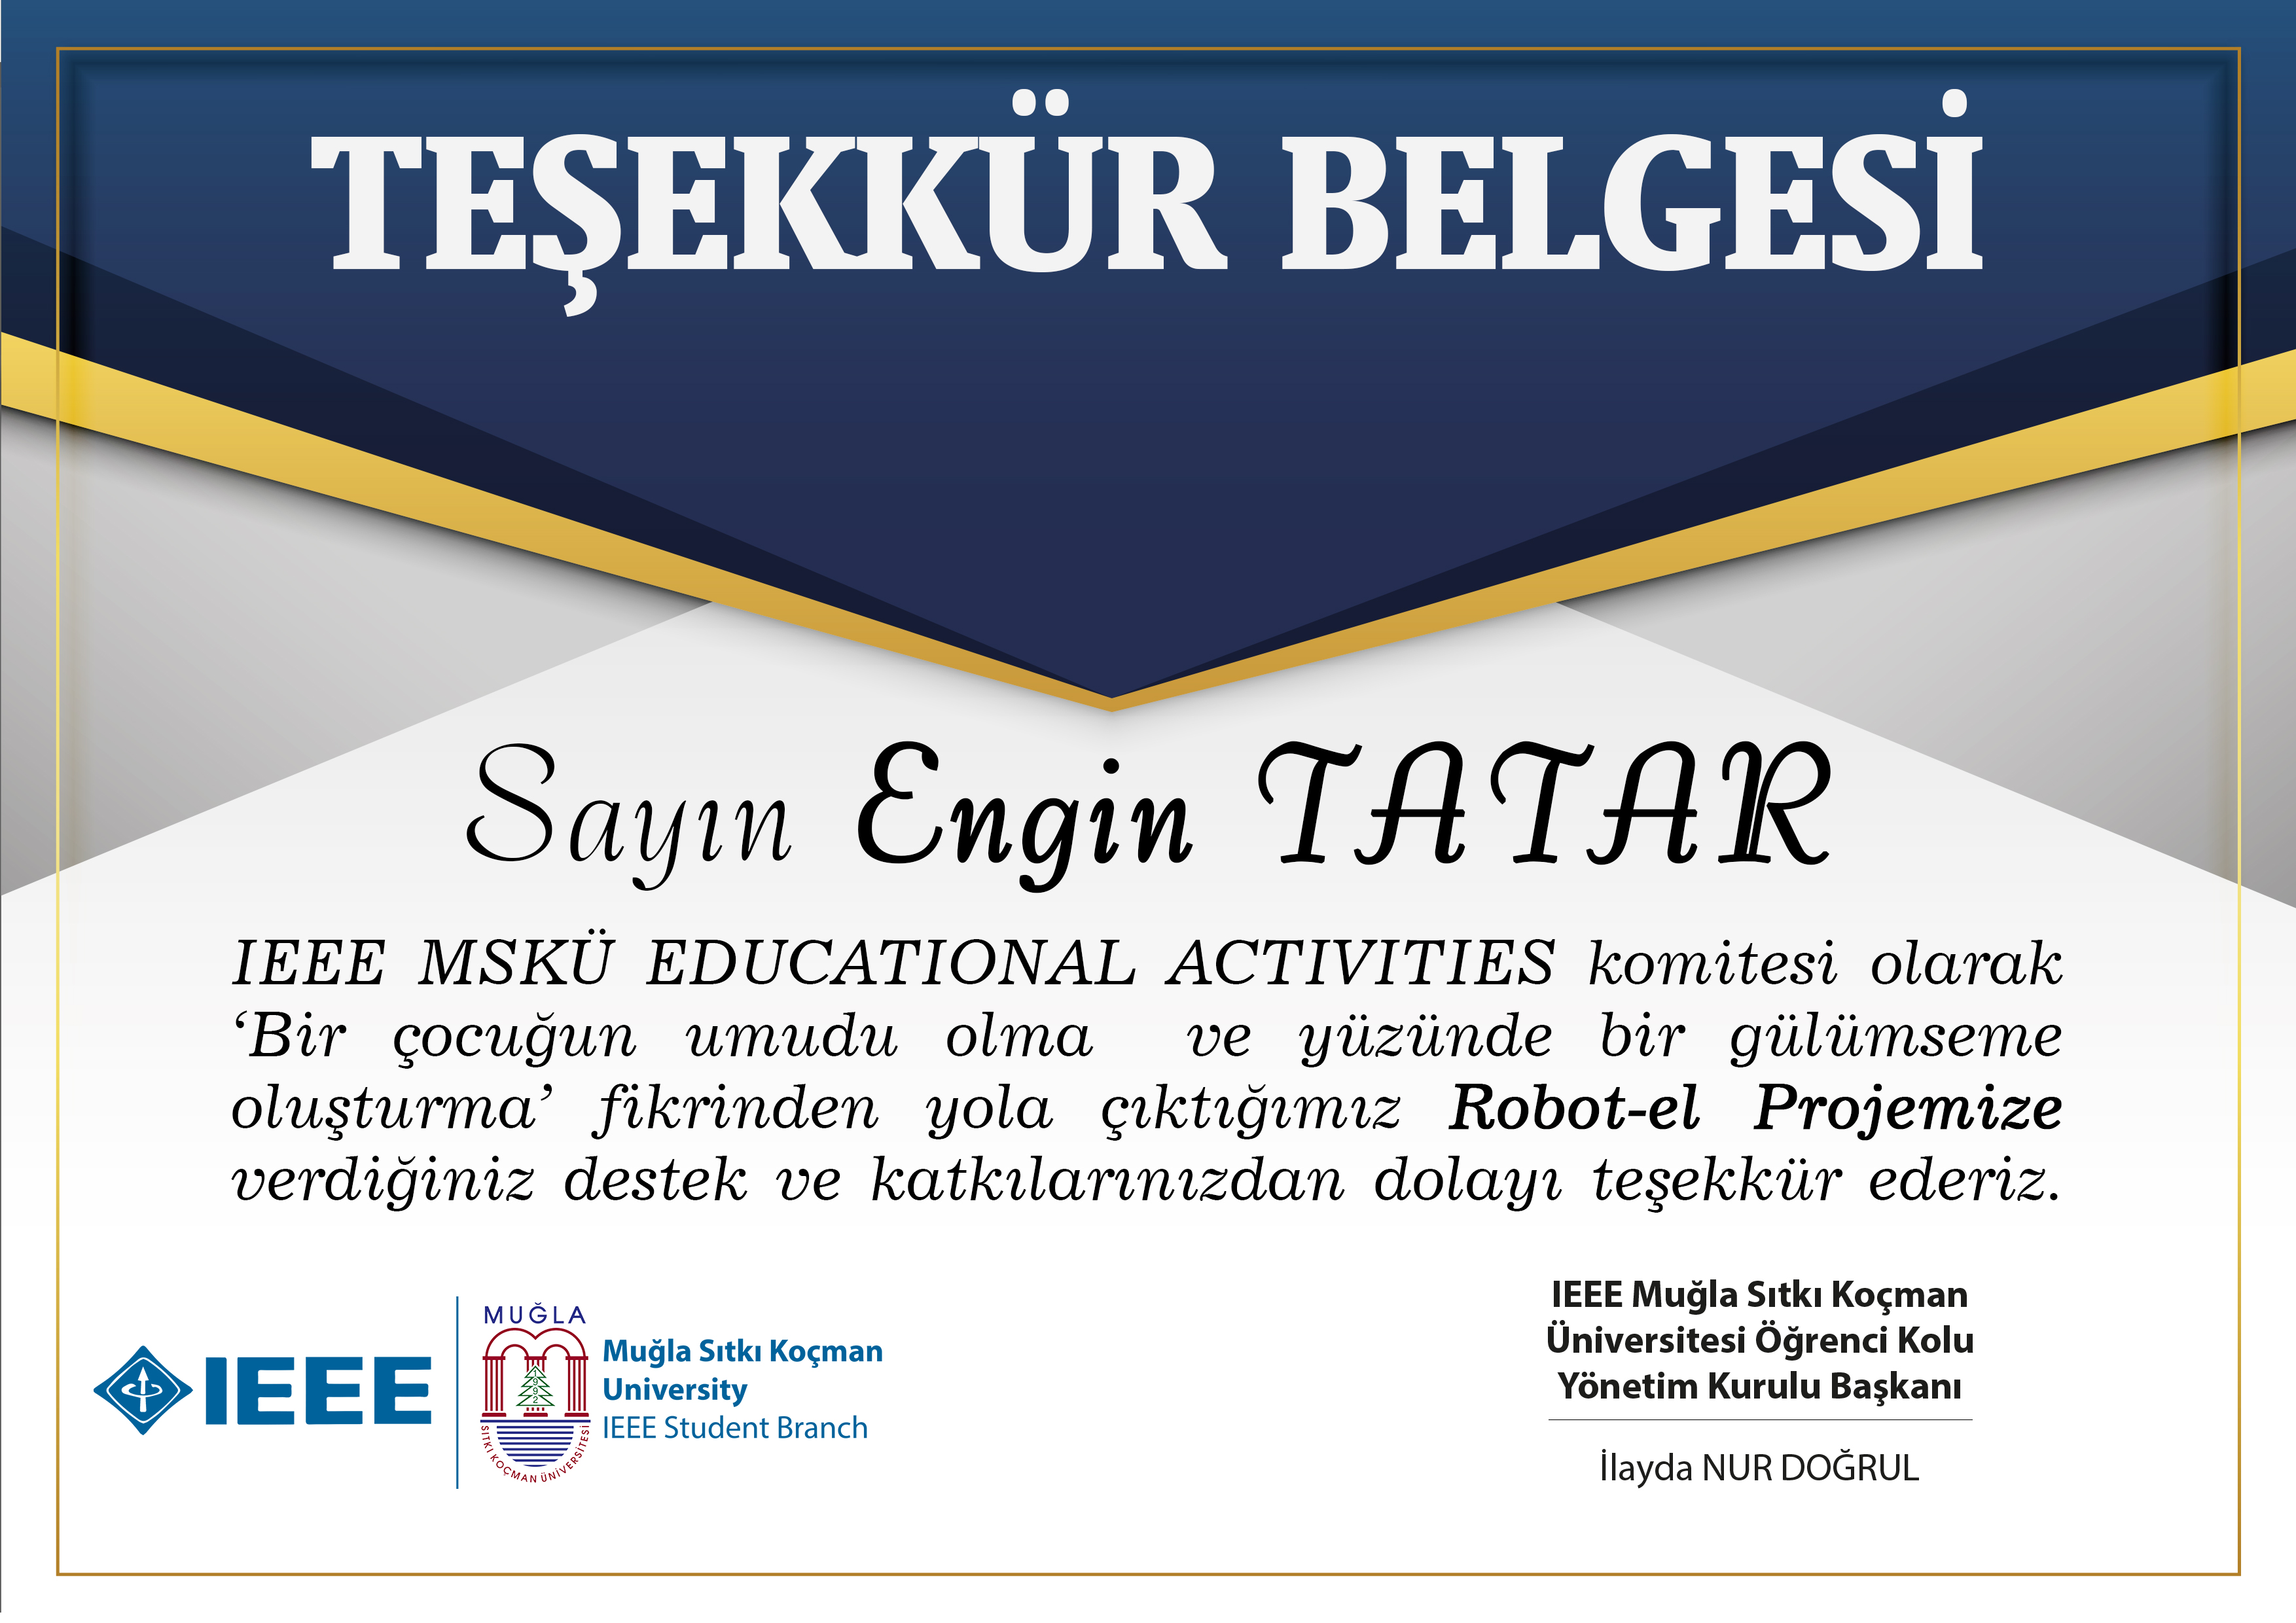 TEŞEKKÜR BELGESİ
Sayın Engin TATAR
IEEE MSKÜ EDUCATIONAL ACTIVITIES komitesi olarak
‘Bir çocuğun umudu olma ve yüzünde bir gülümseme
oluşturma’ fikrinden yola çıktığımız Robot-el Projemize
verdiğiniz destek ve katkılarınızdan dolayı teşekkür ederiz.
IEEE
MUĞLA
1992
SITKI KOÇMAN ÜNİVERSİTESİ
Muğla Sıtkı Koçman
University
IEEE Student Branch
IEEE Muğla Sıtkı Koçman
Üniversitesi Öğrenci Kolu
Yönetim Kurulu Başkanı
İlayda NUR DOĞRUL